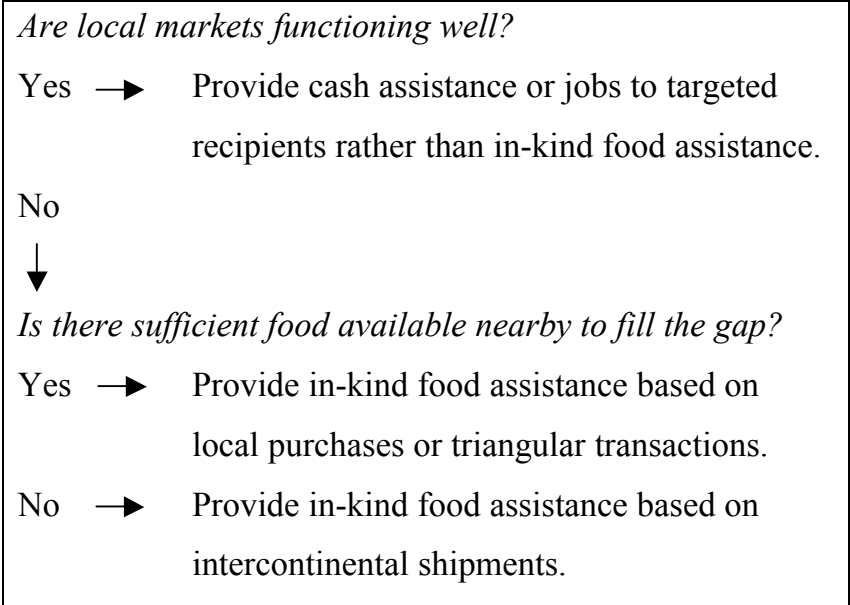 Are local markets functioning well?
Yes → Provide cash assistance or jobs to targeted
recipients rather than in-kind food assistance.
No
↓
Is there sufficient food available nearby to fill the gap?
Yes → Provide in-kind food assistance based on
local purchases or triangular transactions.
No → Provide in-kind food assistance based on
intercontinental shipments.